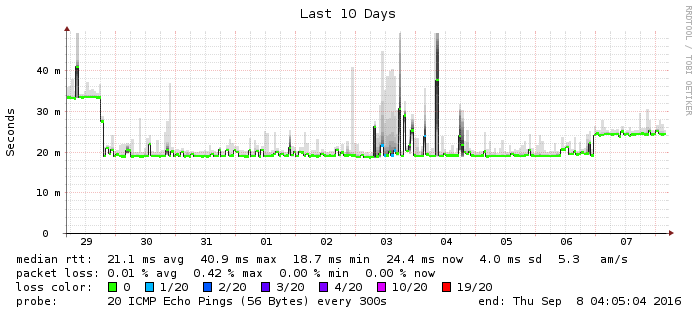 Last 10 Days
RRDTOOL / TOBI OETIKER
Seconds
40 m
30 m
20 m
10 m
0
29 30 31 01 02 03 04 05 06 07
median rtt: 21.1 ms avg 40.9 ms max 18.7 ms min 24.4 ms now 4.0 ms sd 5.3 am/s
packet loss: 0.01 % avg 0.42 % max 0.00 % min 0.00 % now
loss color: 0 1/20 2/20 3/20 4/20 10/20 19/20
probe: 20 ICMP Echo Pings (56 Bytes) every 300s end: Thu Sep 8 04:05:04 2016